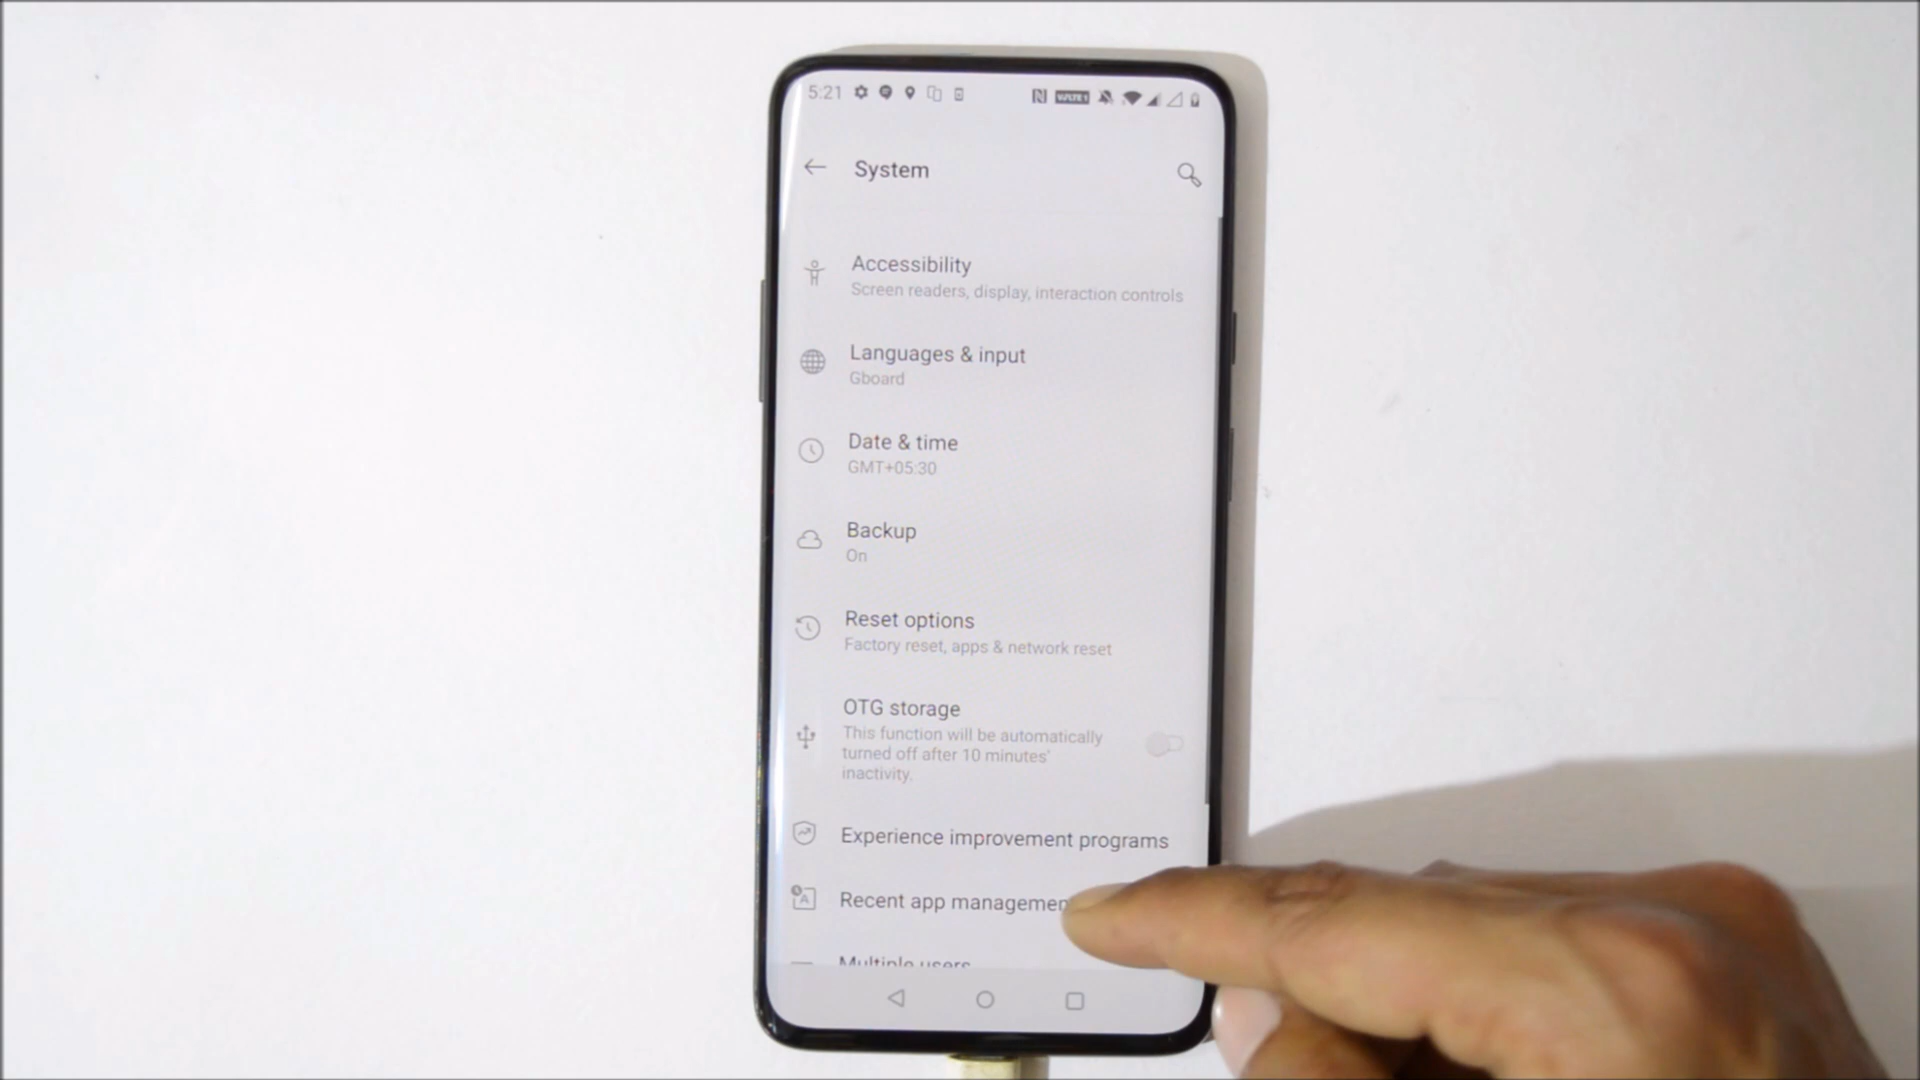 5:21
System
Accessibility
Screen readers, display, interaction controls
Languages & input
Gboard
Date & time
GMT+05:30
Backup
On
Reset options
Factory reset, apps & network reset
OTG storage
This function will be automatically
turned off after 10 minutes'
inactivity.
Experience improvement programs
Recent app managemen
Multiple users